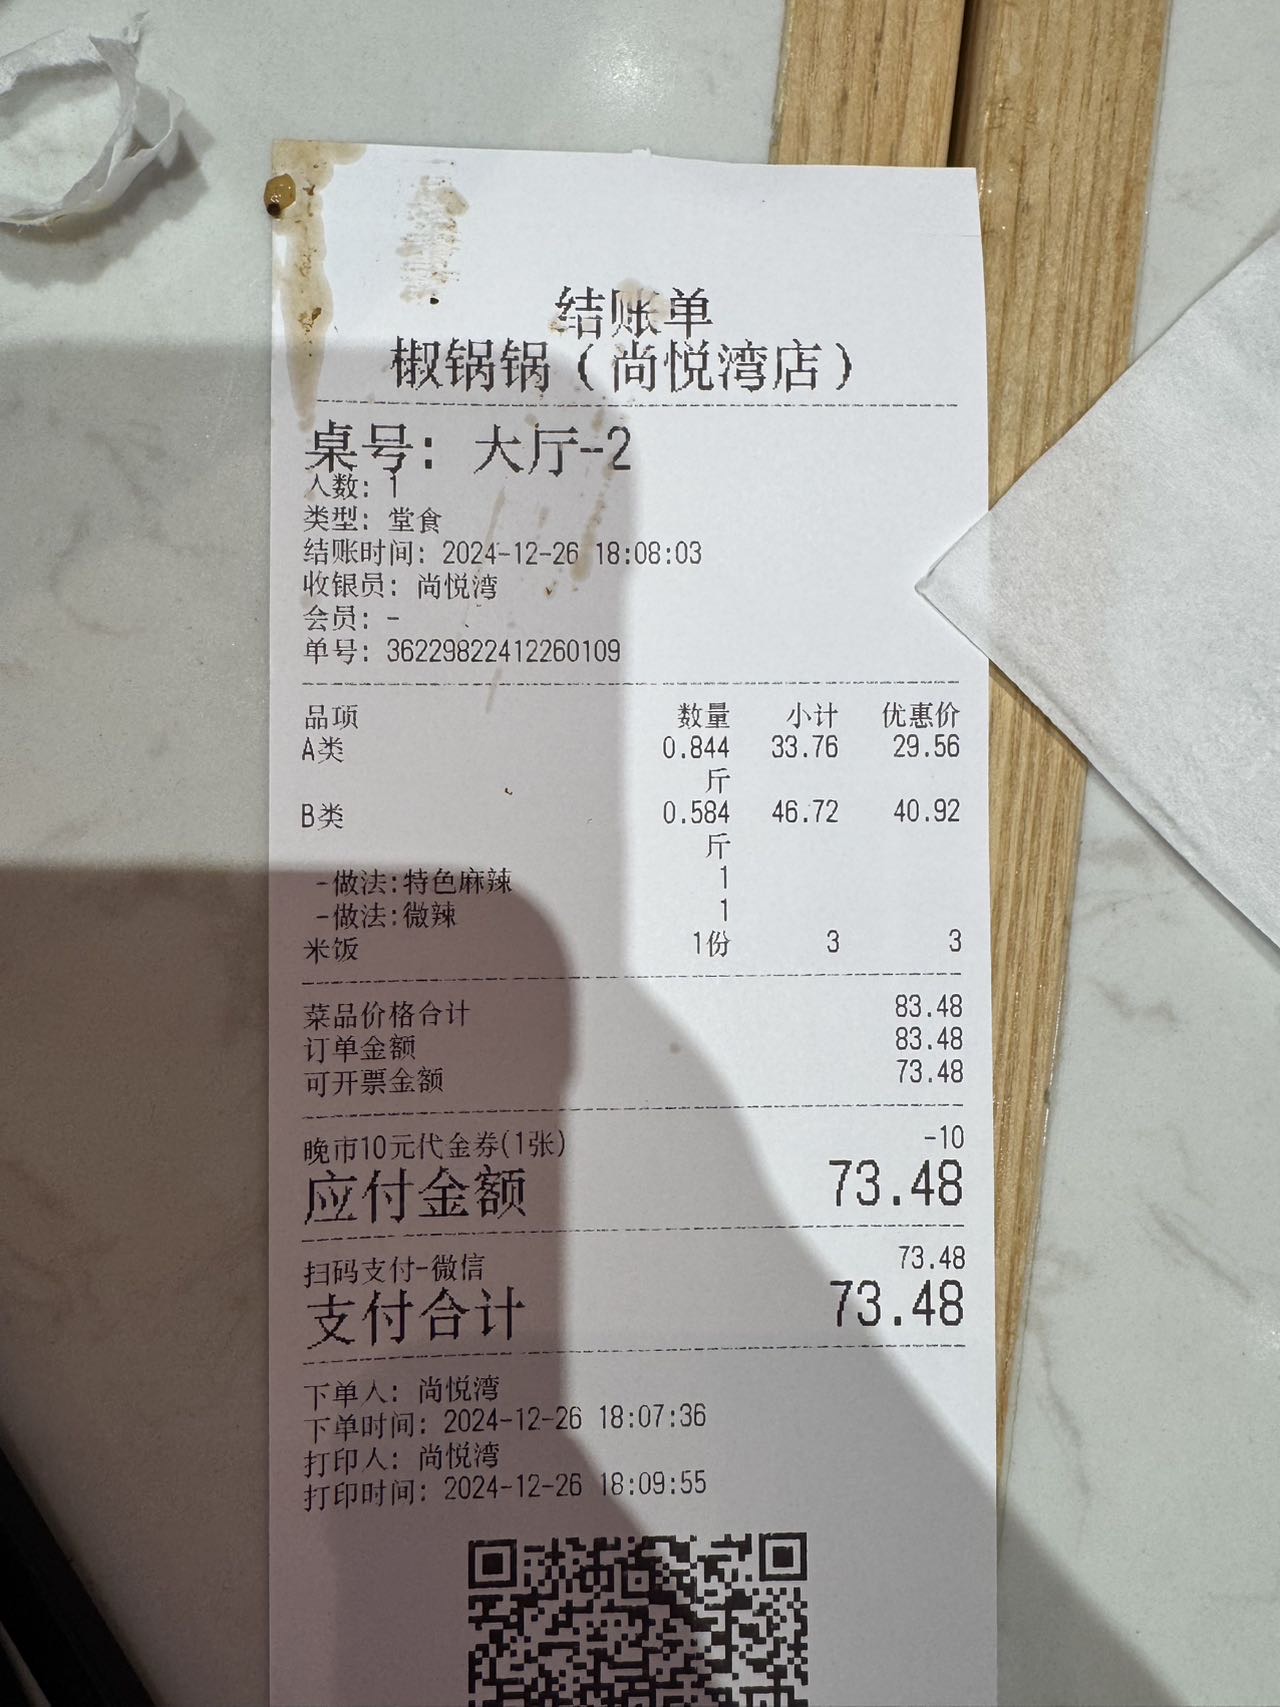 结账单
椒锅锅（尚悦湾店）
桌号: 大厅-2
人数: 1
类型: 堂食
结账时间: 2024-12-26 18:08:03
收银员: 尚悦湾
会员: -
单号: 36229822412260109
品项 数量 小计 优惠价
A类 0.844 33.76 29.56
斤
B类 0.584 46.72 40.92
斤
-做法:特色麻辣 1
-做法:微辣 1
米饭 1份 3 3
菜品价格合计 83.48
订单金额 83.48
可开票金额 73.48
晚市10元代金券(1张) -10
应付金额 73.48
扫码支付-微信 73.48
支付合计 73.48
下单人: 尚悦湾
下单时间: 2024-12-26 18:07:36
打印人: 尚悦湾
打印时间: 2024-12-26 18:09:55